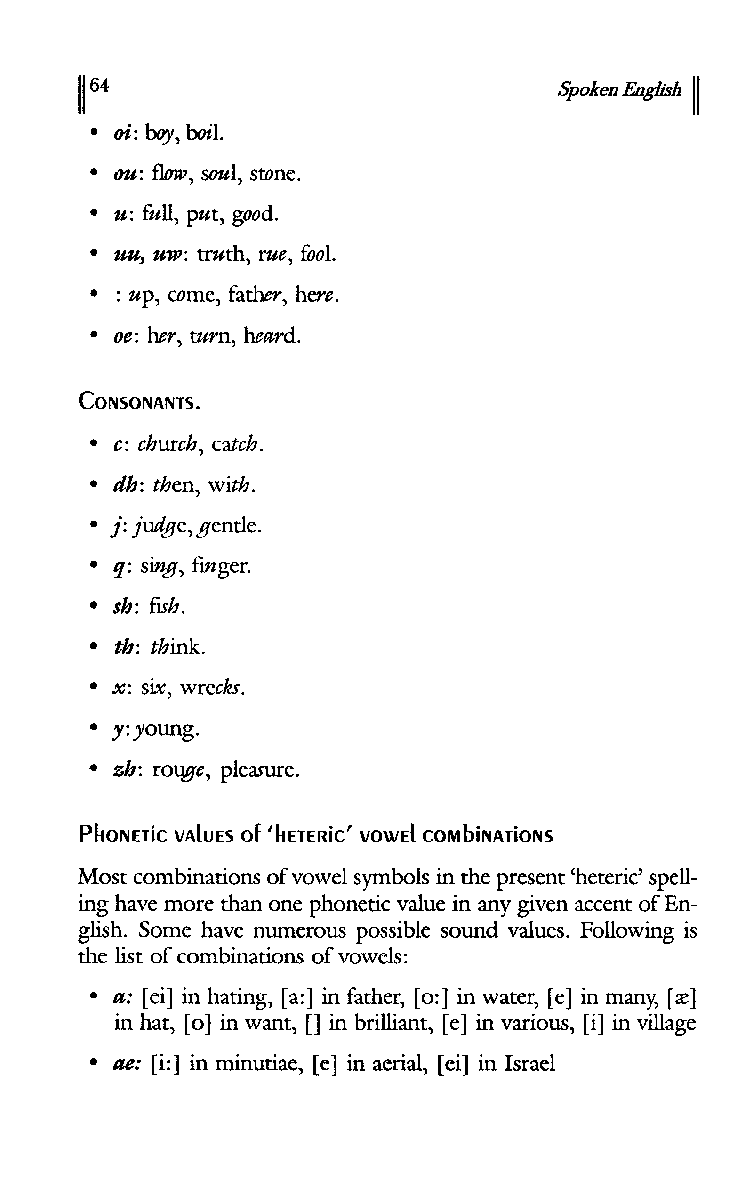 64 Spoken English
• oi: boy, boil.
• ou: flow, soul, stone.
• u: full, put, good.
• uu, uw: truth, rue, fool.
• : up, come, father, here.
• oe: her, turn, heard.
Consonants.
• c: church, catch.
• dh: then, with.
• j: judge, gentle.
• q: sing, finger.
• sh: fish.
• th: think.
• x: six, wrecks.
• y: young.
• zh: rouge, pleasure.
Phonetic values of 'heteric' vowel combinations
Most combinations of vowel symbols in the present 'heteric' spell-
ing have more than one phonetic value in any given accent of En-
glish. Some have numerous possible sound values. Following is
the list of combinations of vowels:
• a: [ei] in hating, [a:] in father, [o:] in water, [e] in many, [æ]
in hat, [o] in want, [] in brilliant, [e] in various, [i] in village
• ae: [i:] in minutiae, [e] in aerial, [ei] in Israel